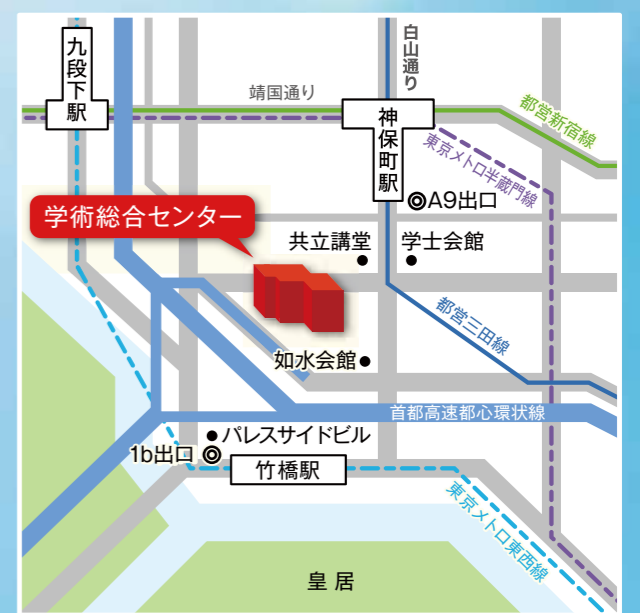 九段下駅
白山通り
靖国通り
都営新宿線
神保町駅
東京メトロ半蔵門線
◎A9出口
学術総合センター
共立講堂
学士会館
都営三田線
如水会館
首都高速都心環状線
パレスサイドビル
1b出口◎
竹橋駅
東京メトロ東西線
皇居